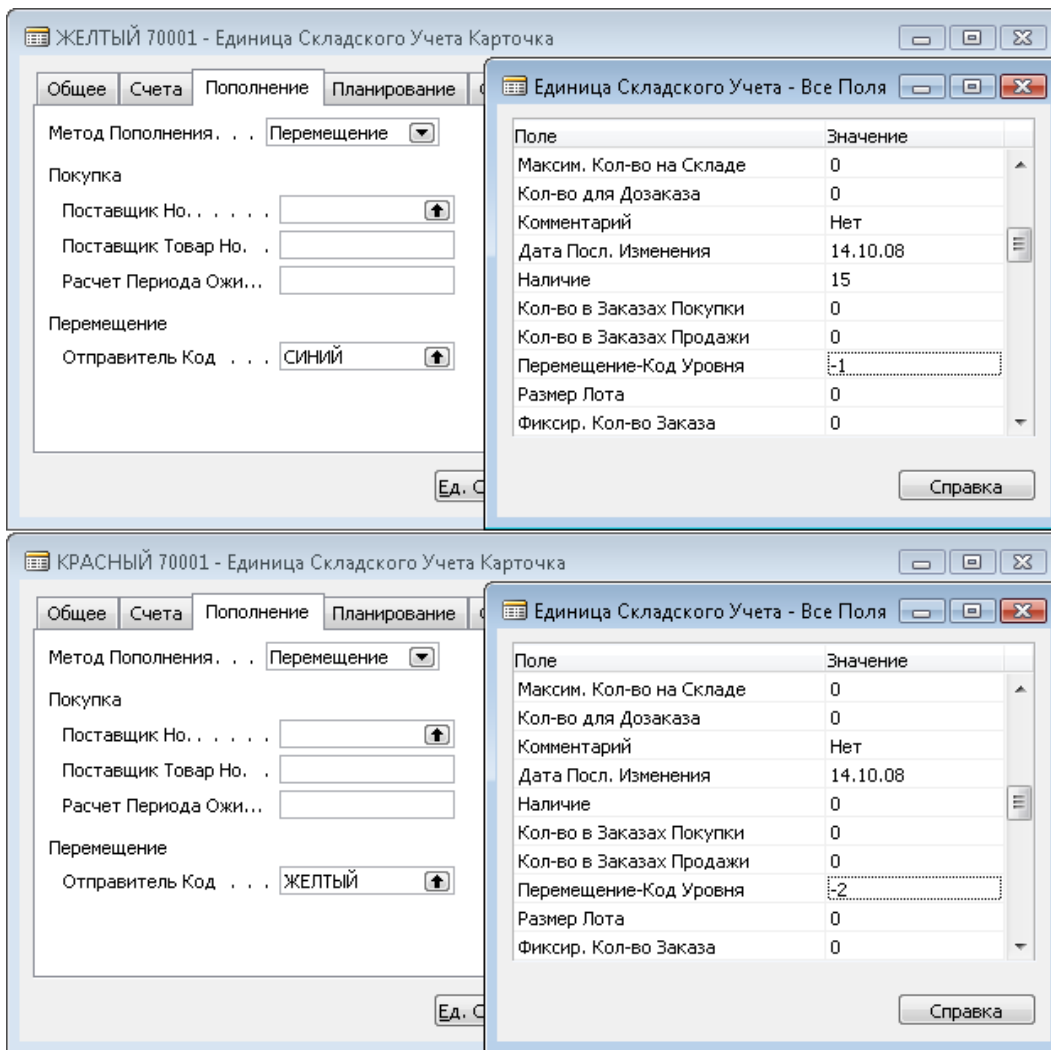 ЖЕЛТЫЙ 70001 - Единица Складского Учета Карточка
Общее Счета Пополнение Планирование
Метод Пополнения. . . Перемещение
Покупка
Поставщик Но. . . . . .
Поставщик Товар Но. .
Расчет Периода Ожи...
Перемещение
Отправитель Код . . . СИНИЙ
Ед. С
Единица Складского Учета - Все Поля
Поле Значение
Максим. Кол-во на Складе 0
Кол-во для Дозаказа 0
Комментарий Нет
Дата Посл. Изменения 14.10.08
Наличие 15
Кол-во в Заказах Покупки 0
Кол-во в Заказах Продажи 0
Перемещение-Код Уровня -1
Размер Лота 0
Фиксир. Кол-во Заказа 0
Справка
КРАСНЫЙ 70001 - Единица Складского Учета Карточка
Общее Счета Пополнение Планирование
Метод Пополнения. . . Перемещение
Покупка
Поставщик Но. . . . . .
Поставщик Товар Но. .
Расчет Периода Ожи...
Перемещение
Отправитель Код . . . ЖЕЛТЫЙ
Ед. С
Единица Складского Учета - Все Поля
Поле Значение
Максим. Кол-во на Складе 0
Кол-во для Дозаказа 0
Комментарий Нет
Дата Посл. Изменения 14.10.08
Наличие 0
Кол-во в Заказах Покупки 0
Кол-во в Заказах Продажи 0
Перемещение-Код Уровня -2
Размер Лота 0
Фиксир. Кол-во Заказа 0
Справка